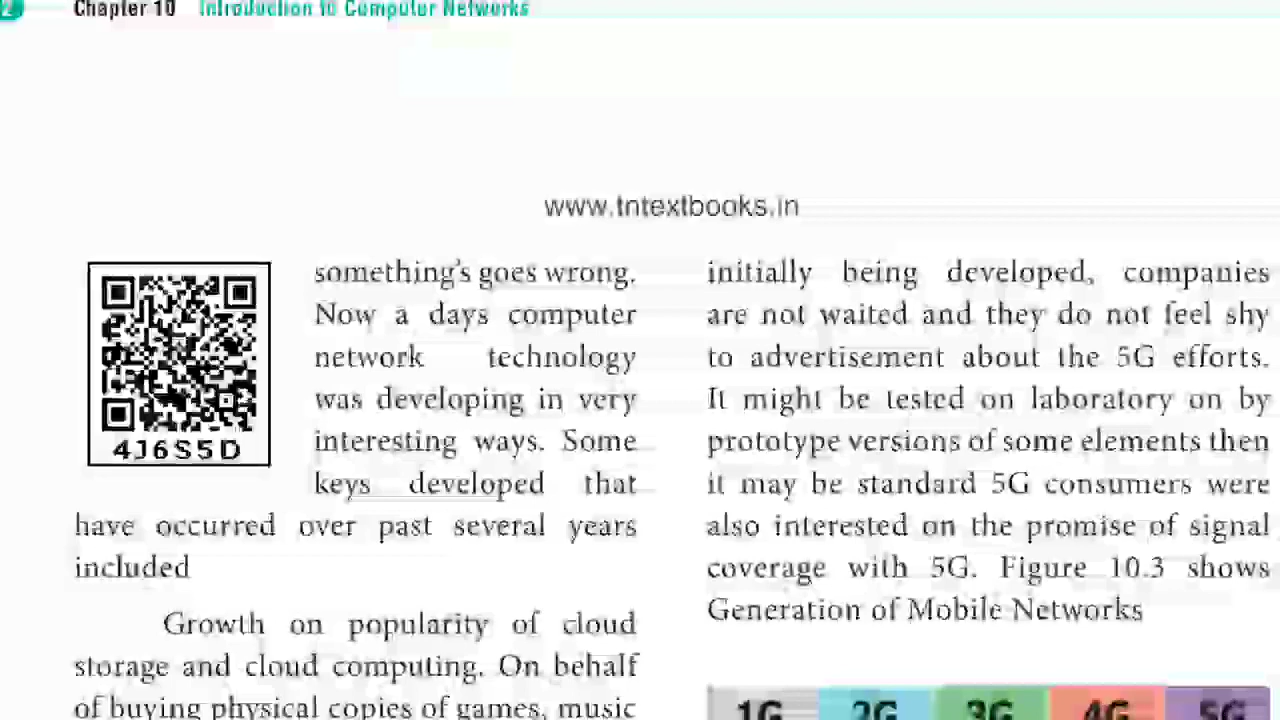 2 Chapter 10 Introduction to Computer Networks
www.tntextbooks.in
something's goes wrong.
Now a days computer
network technology
was developing in very
interesting ways. Some
keys developed that
4J6S5D
have occurred over past several years
included
Growth on popularity of cloud
storage and cloud computing. On behalf
of buying physical copies of games, music
initially being developed, companies
are not waited and they do not feel shy
to advertisement about the 5G efforts.
It might be tested on laboratory on by
prototype versions of some elements then
it may be standard 5G consumers were
also interested on the promise of signal
coverage with 5G. Figure 10.3 shows
Generation of Mobile Networks
1G 2G 3G 4G 5G